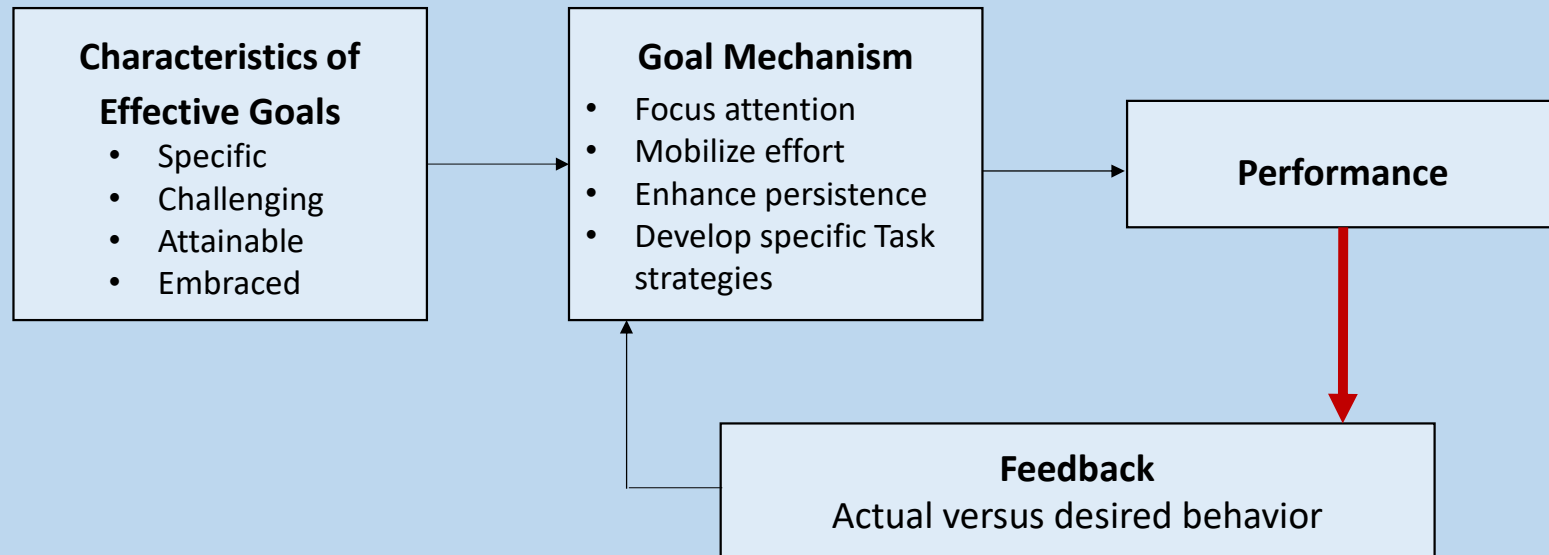 Characteristics of
Effective Goals
• Specific
• Challenging
• Attainable
• Embraced
Goal Mechanism
• Focus attention
• Mobilize effort
• Enhance persistence
• Develop specific Task
strategies
Performance
Feedback
Actual versus desired behavior